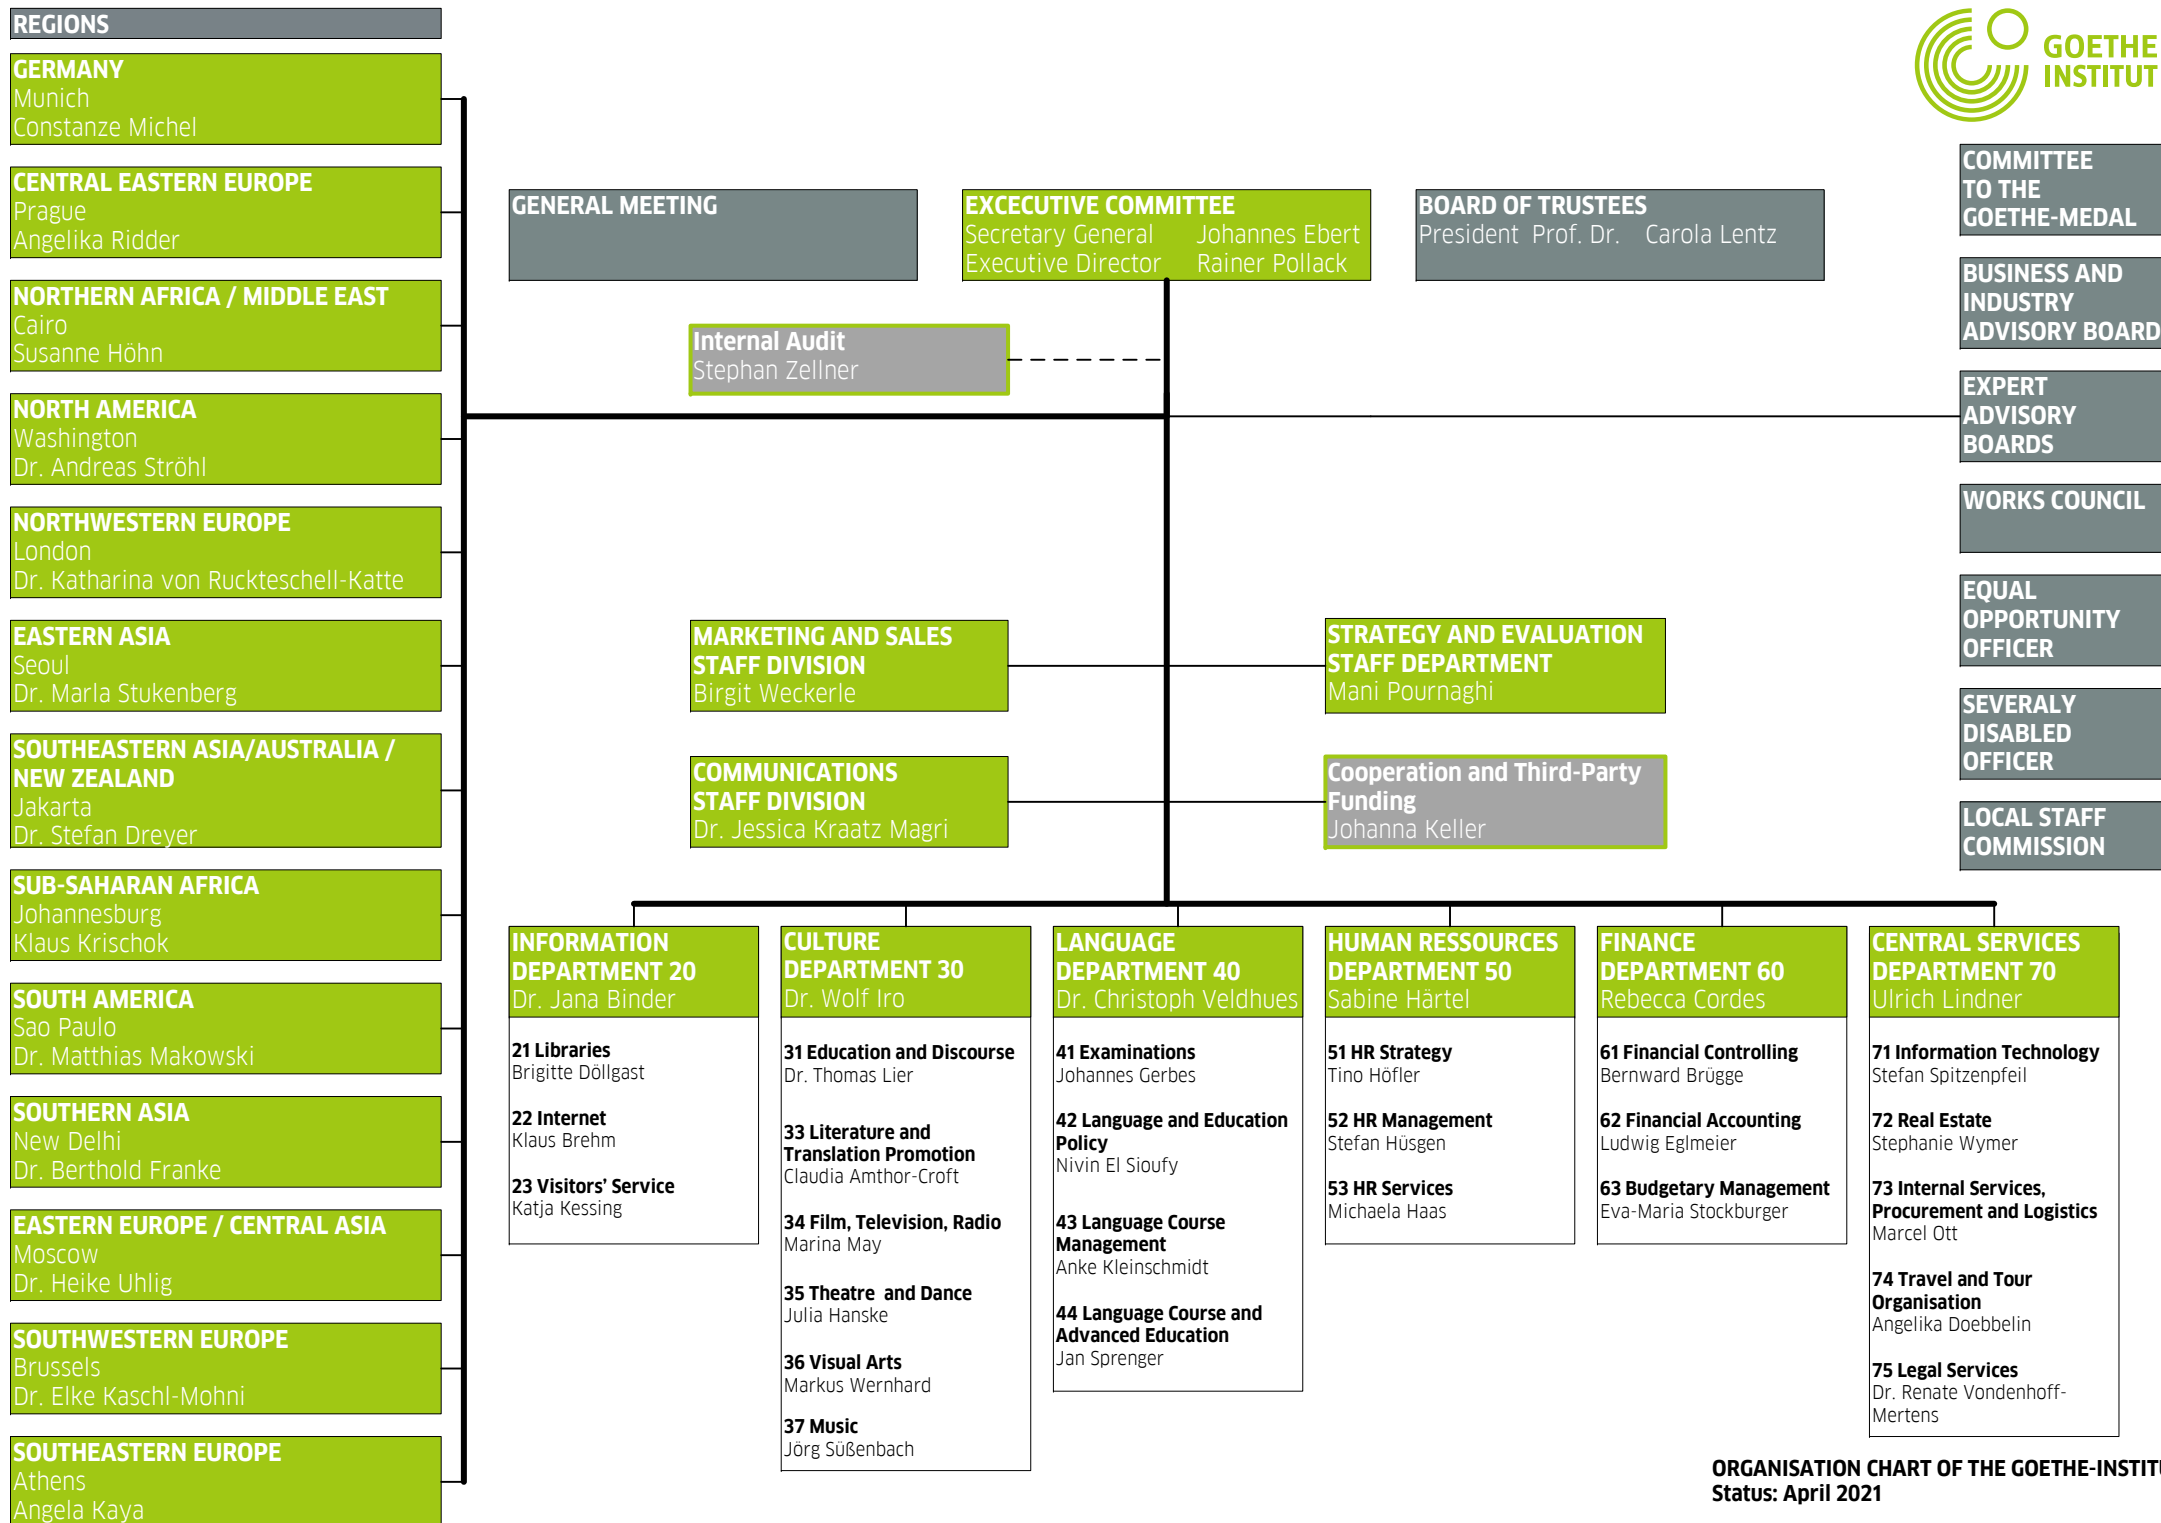 REGIONS
GERMANY
Munich
Constanze Michel
CENTRAL EASTERN EUROPE
Prague
Angelika Ridder
NORTHERN AFRICA / MIDDLE EAST
Cairo
Susanne Höhn
NORTH AMERICA
Washington
Dr. Andreas Ströhl
NORTHWESTERN EUROPE
London
Dr. Katharina von Ruckteschell-Katte
EASTERN ASIA
Seoul
Dr. Marla Stukenberg
SOUTHEASTERN ASIA/AUSTRALIA /
NEW ZEALAND
Jakarta
Dr. Stefan Dreyer
SUB-SAHARAN AFRICA
Johannesburg
Klaus Krischok
SOUTH AMERICA
Sao Paulo
Dr. Matthias Makowski
SOUTHERN ASIA
New Delhi
Dr. Berthold Franke
EASTERN EUROPE / CENTRAL ASIA
Moscow
Dr. Heike Uhlig
SOUTHWESTERN EUROPE
Brussels
Dr. Elke Kaschl-Mohni
SOUTHEASTERN EUROPE
Athens
Angela Kaya
GENERAL MEETING
EXCECUTIVE COMMITTEE
Secretary General Johannes Ebert
Executive Director Rainer Pollack
BOARD OF TRUSTEES
President Prof. Dr. Carola Lentz
Internal Audit
Stephan Zellner
MARKETING AND SALES
STAFF DIVISION
Birgit Weckerle
STRATEGY AND EVALUATION
STAFF DEPARTMENT
Mani Pournaghi
COMMUNICATIONS
STAFF DIVISION
Dr. Jessica Kraatz Magri
Cooperation and Third-Party
Funding
Johanna Keller
GOETHE
INSTITUT
COMMITTEE
TO THE
GOETHE-MEDAL
BUSINESS AND
INDUSTRY
ADVISORY BOARD
EXPERT
ADVISORY
BOARDS
WORKS COUNCIL
EQUAL
OPPORTUNITY
OFFICER
SEVERALY
DISABLED
OFFICER
LOCAL STAFF
COMMISSION
INFORMATION
DEPARTMENT 20
Dr. Jana Binder
21 Libraries
Brigitte Döllgast
22 Internet
Klaus Brehm
23 Visitors’ Service
Katja Kessing
CULTURE
DEPARTMENT 30
Dr. Wolf Iro
31 Education and Discourse
Dr. Thomas Lier
33 Literature and
Translation Promotion
Claudia Amthor-Croft
34 Film, Television, Radio
Marina May
35 Theatre and Dance
Julia Hanske
36 Visual Arts
Markus Wernhard
37 Music
Jörg Süßenbach
LANGUAGE
DEPARTMENT 40
Dr. Christoph Veldhues
41 Examinations
Johannes Gerbes
42 Language and Education
Policy
Nivin El Sioufy
43 Language Course
Management
Anke Kleinschmidt
44 Language Course and
Advanced Education
Jan Sprenger
HUMAN RESSOURCES
DEPARTMENT 50
Sabine Härtel
51 HR Strategy
Tino Höfler
52 HR Management
Stefan Hüsgen
53 HR Services
Michaela Haas
FINANCE
DEPARTMENT 60
Rebecca Cordes
61 Financial Controlling
Bernward Brügge
62 Financial Accounting
Ludwig Eglmeier
63 Budgetary Management
Eva-Maria Stockburger
CENTRAL SERVICES
DEPARTMENT 70
Ulrich Lindner
71 Information Technology
Stefan Spitzenpfeil
72 Real Estate
Stephanie Wymer
73 Internal Services,
Procurement and Logistics
Marcel Ott
74 Travel and Tour
Organisation
Angelika Doebbelin
75 Legal Services
Dr. Renate Vondenhoff-
Mertens
ORGANISATION CHART OF THE
Status: April 2021